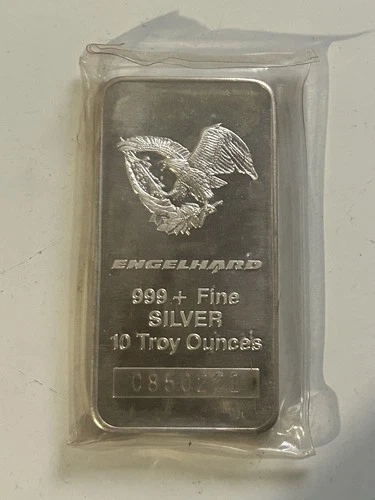 ENGELHARD
999+ Fine
SILVER
10 Troy Ounces